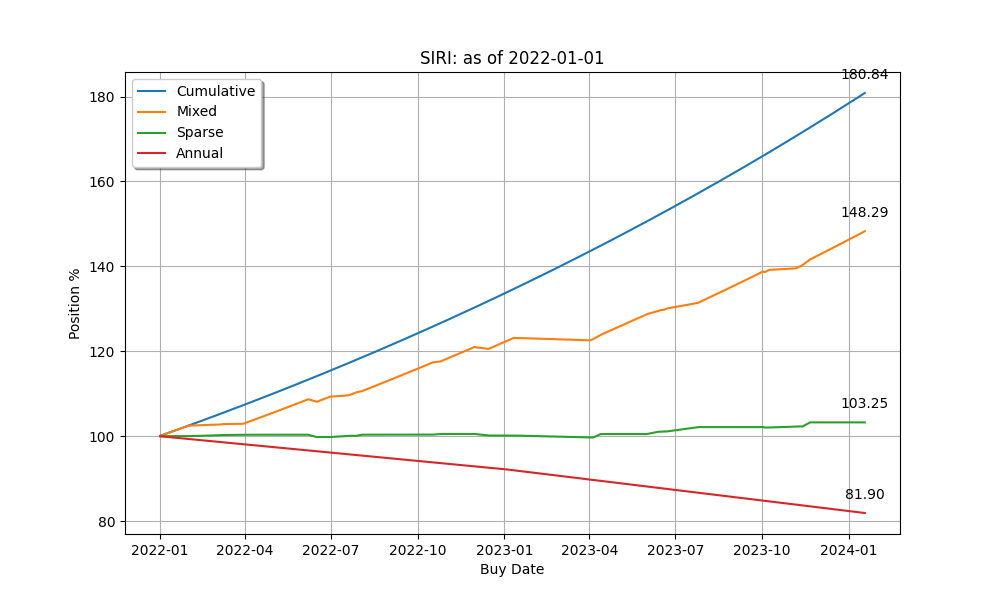 SIRI: as of 2022-01-01
180.84
180
Cumulative
Mixed
Sparse
Annual
160
148.29
140
120
103.25
100
81.90
80
Position %
2022-01 2022-04 2022-07 2022-10 2023-01 2023-04 2023-07 2023-10 2024-01
Buy Date